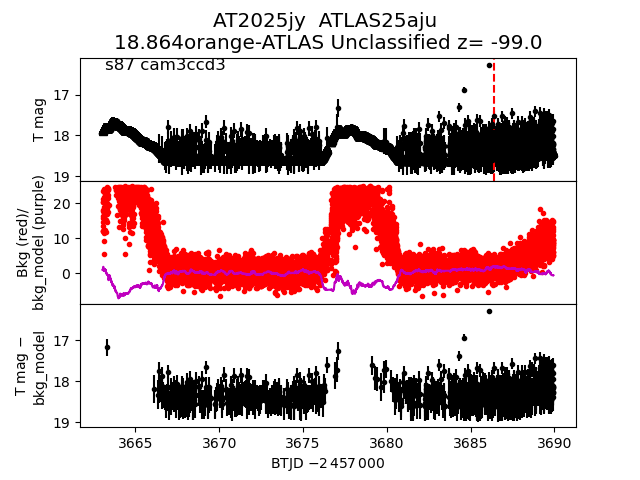 AT2025jy  ATLAS25aju
18.864orange-ATLAS Unclassified z= -99.0
s87 cam3ccd3
T mag
17
18
19
Bkg (red)/
bkg_model (purple)
20
10
0
T mag −
bkg_model
17
18
19
3665 3670 3675 3680 3685 3690
BTJD −2 457 000